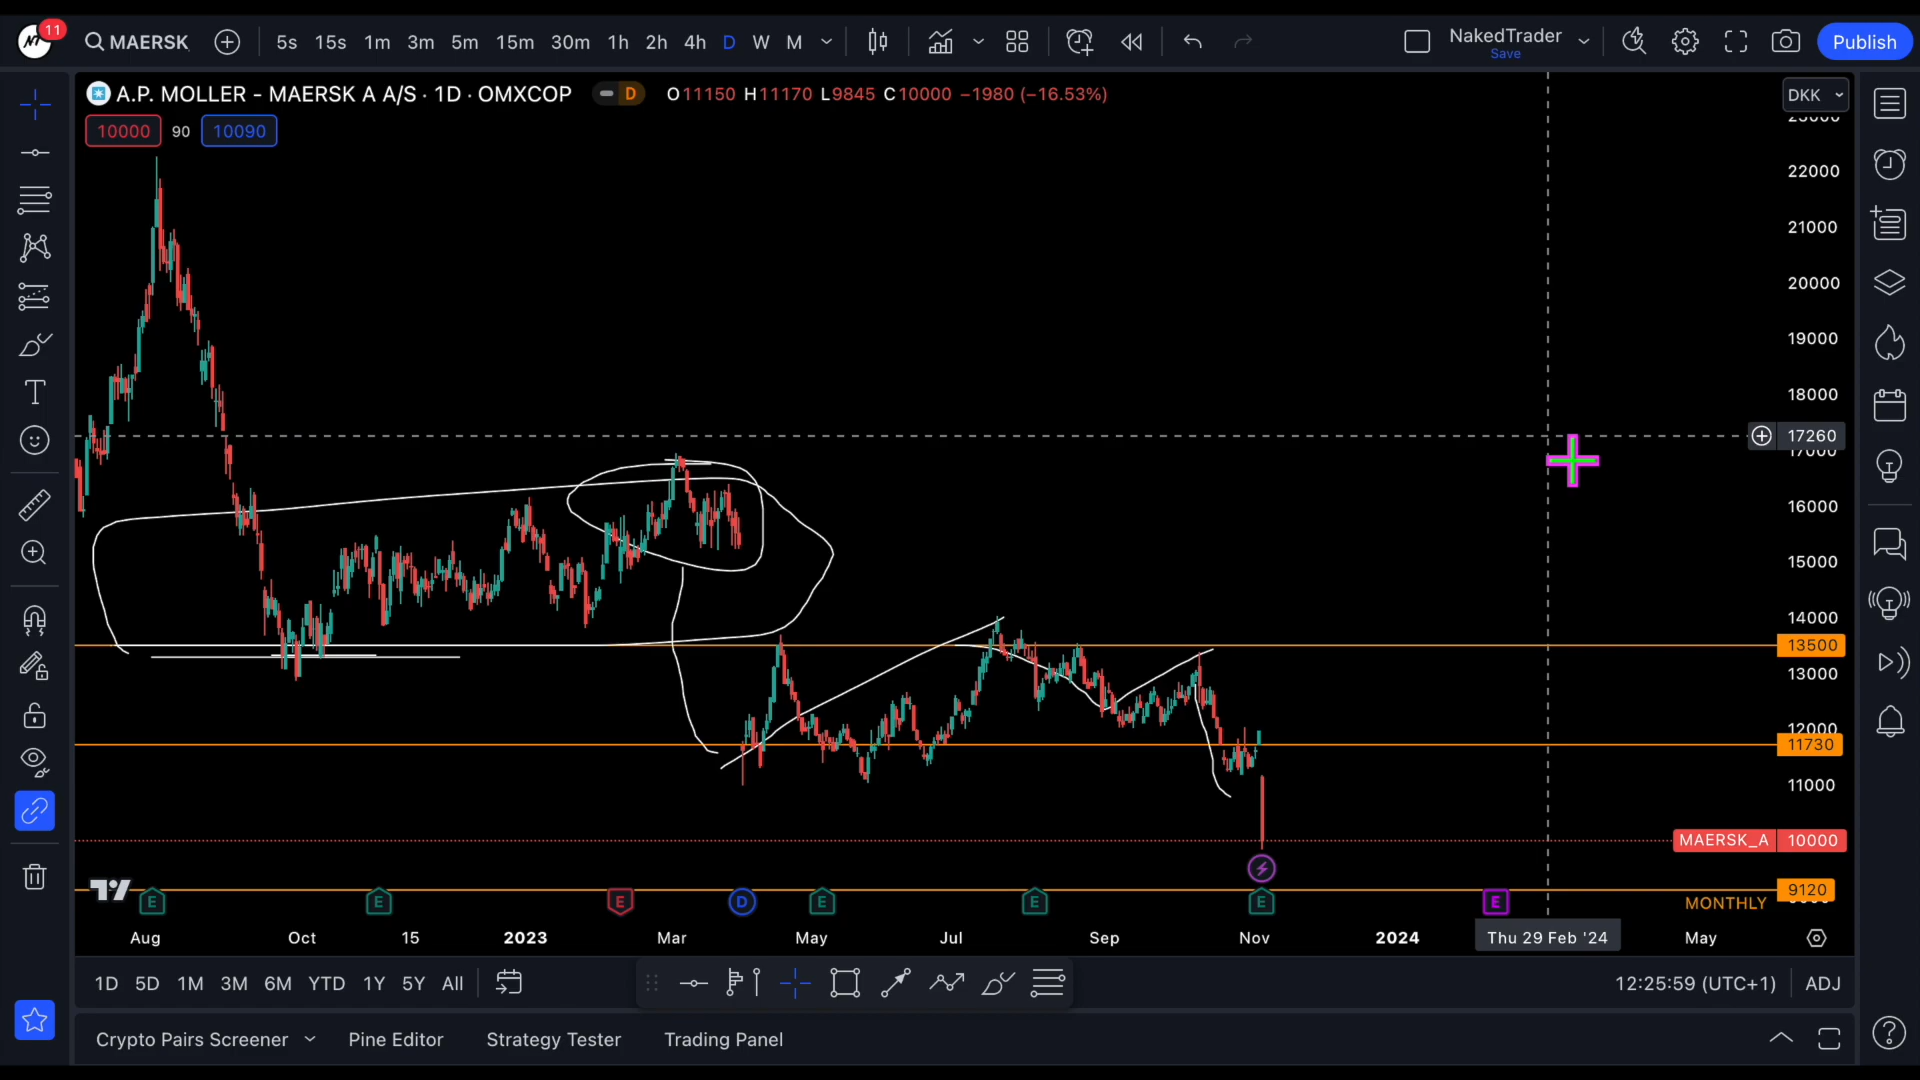 11
MAERSK
5s 15s 1m 3m 5m 15m 30m 1h 2h 4h D W M
NakedTrader
Save
Publish
A.P. MOLLER - MAERSK A A/S · 1D · OMXCOP
D
O11150 H11170 L9845 C10000 −1980 (−16.53%)
DKK
10000 90 10090
22000
21000
20000
19000
18000
17260
17000
16000
15000
14000
13500
13000
12000
11730
11000
MAERSK_A 10000
9120
MONTHLY
E E E D E E E E
Aug Oct 15 2023 Mar May Jul Sep Nov 2024 Thu 29 Feb '24 May
1D 5D 1M 3M 6M YTD 1Y 5Y All
12:25:59 (UTC+1) ADJ
Crypto Pairs Screener Pine Editor Strategy Tester Trading Panel